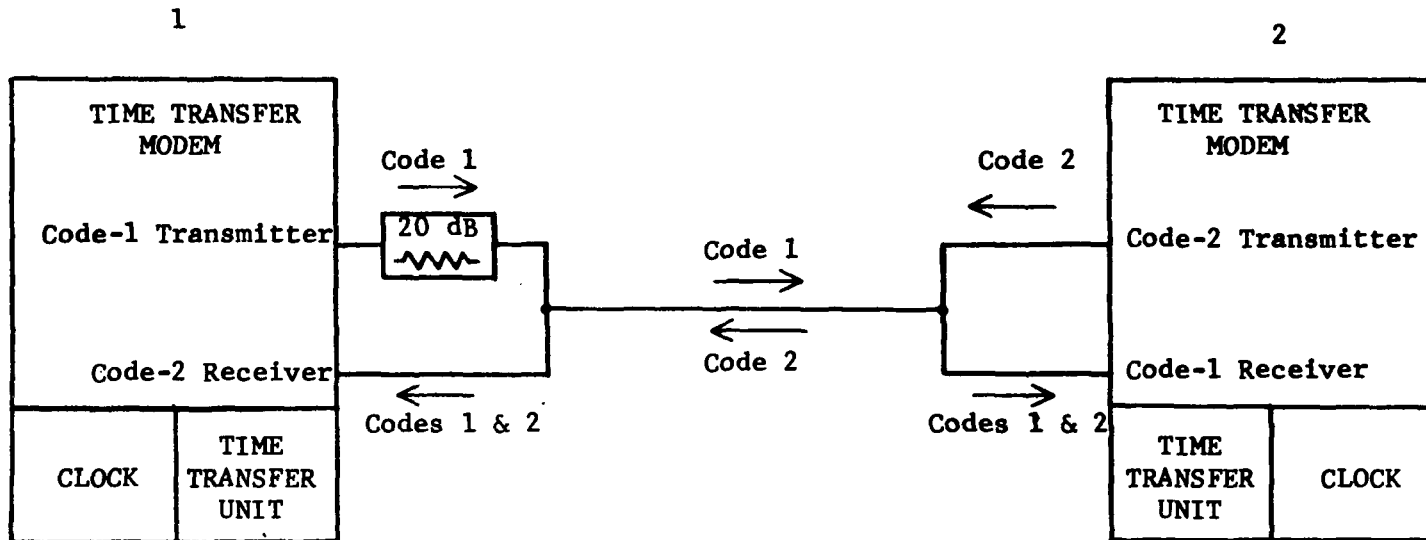 1
2
TIME TRANSFER
MODEM
Code 1
Code-1 Transmitter
20 dB
Code-2 Receiver
Codes 1 & 2
CLOCK
TIME
TRANSFER
UNIT
Code 1
Code 2
TIME TRANSFER
MODEM
Code 2
Code-2 Transmitter
Code-1 Receiver
Codes 1 & 2
TIME
TRANSFER
UNIT
CLOCK